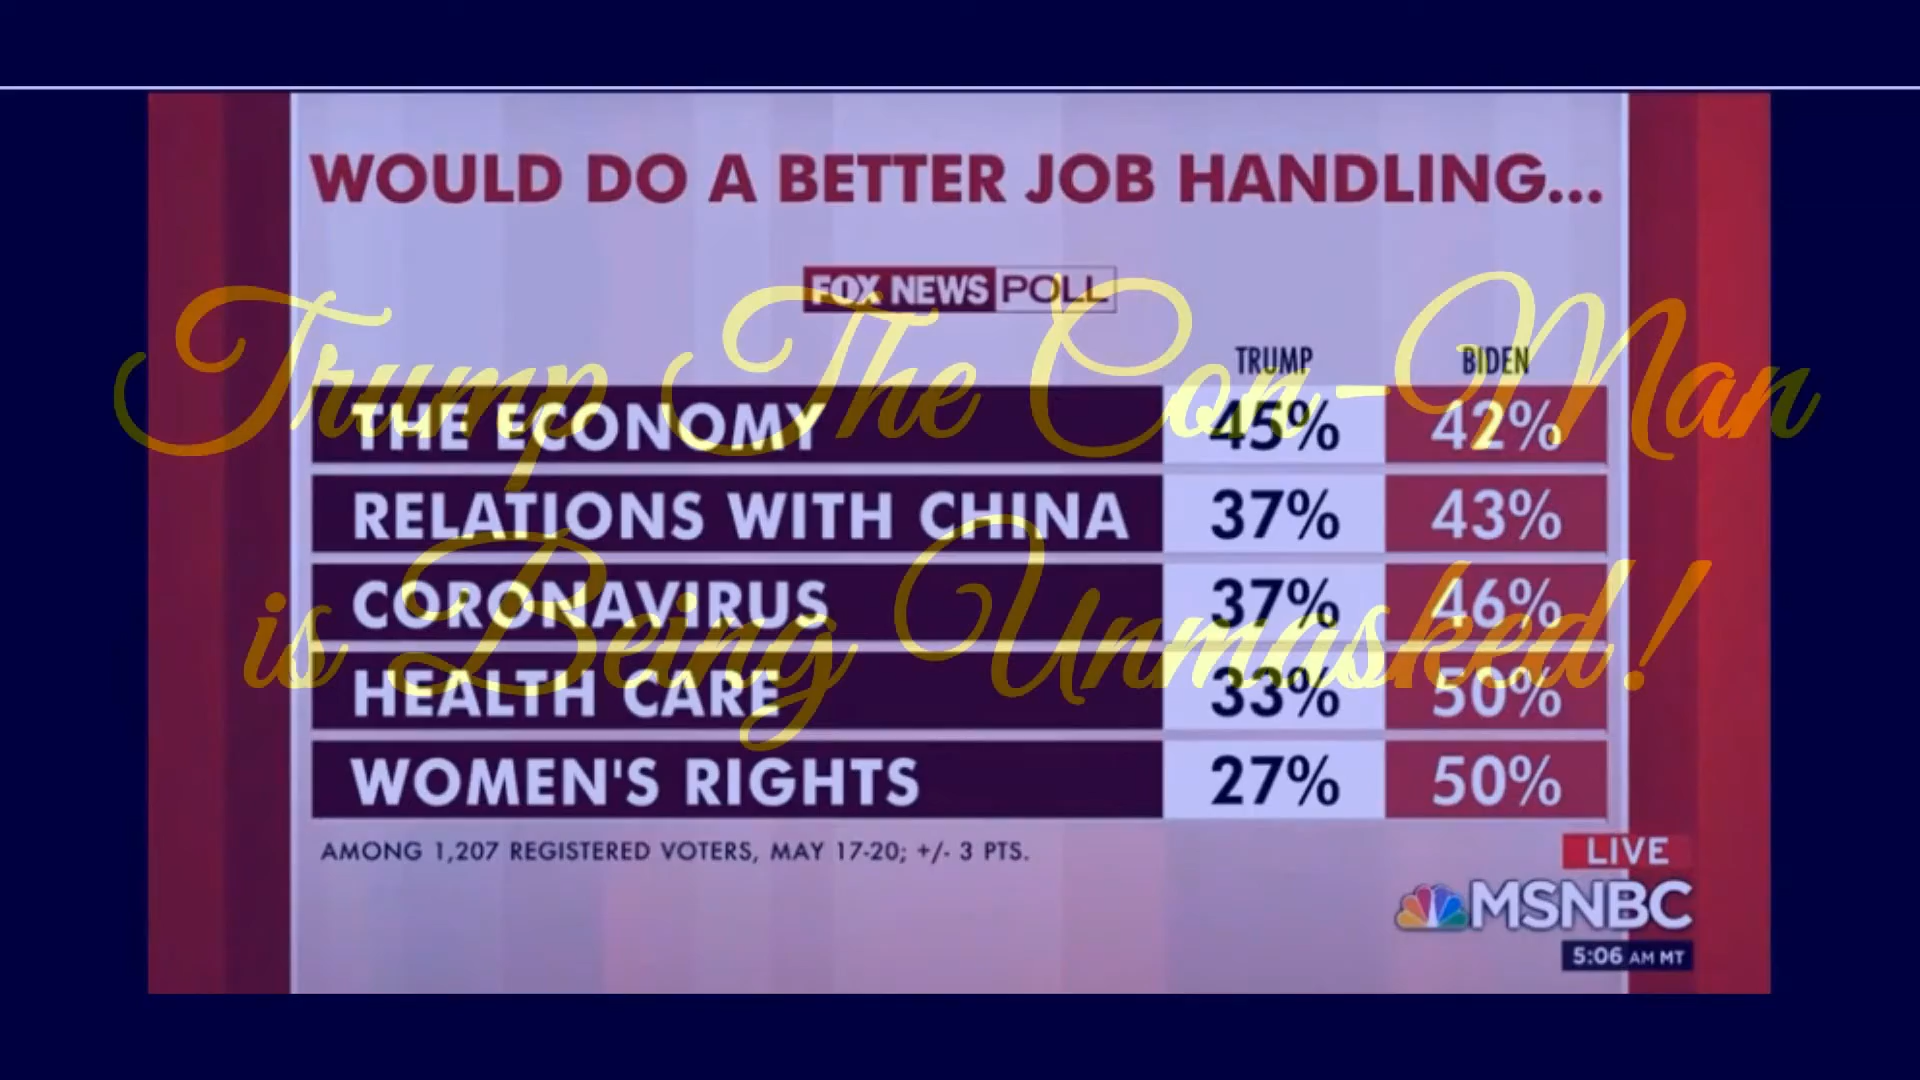 WOULD DO A BETTER JOB HANDLING...
FOX NEWS POLL
Trump The Con-Man
is Being Unmasked!
TRUMP BIDEN
THE ECONOMY 45% 42%
RELATIONS WITH CHINA 37% 43%
CORONAVIRUS 37% 46%
HEALTH CARE 33% 50%
WOMEN'S RIGHTS 27% 50%
AMONG 1,207 REGISTERED VOTERS, MAY 17-20; +/- 3 PTS.
LIVE
MSNBC
5:06 AM MT